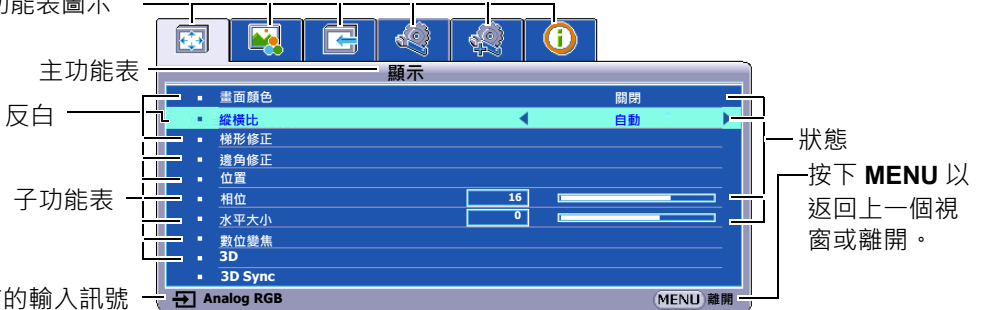 功能表圖示
主功能表
顯示
反白
子功能表
畫面顏色 關閉
縱橫比 自動
梯形修正
邊角修正
位置
相位 16
水平大小 0
數位變焦
3D
3D Sync
狀態
按下 MENU 以
返回上一個視
窗或離開。
的輸入訊號
Analog RGB
MENU 離開